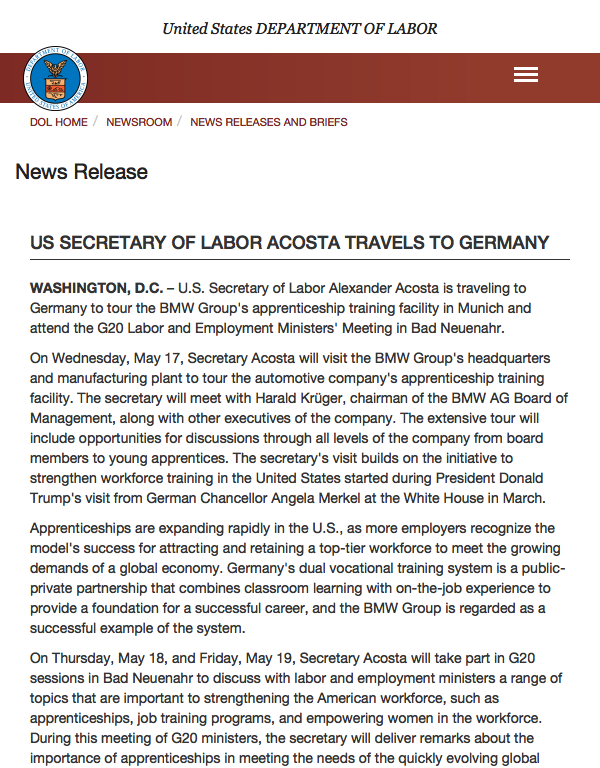 United States DEPARTMENT OF LABOR
DEPARTMENT OF LABOR
UNITED STATES OF AMERICA
DOL HOME / NEWSROOM / NEWS RELEASES AND BRIEFS
News Release
US SECRETARY OF LABOR ACOSTA TRAVELS TO GERMANY
WASHINGTON, D.C. – U.S. Secretary of Labor Alexander Acosta is traveling to
Germany to tour the BMW Group's apprenticeship training facility in Munich and
attend the G20 Labor and Employment Ministers' Meeting in Bad Neuenahr.
On Wednesday, May 17, Secretary Acosta will visit the BMW Group's headquarters
and manufacturing plant to tour the automotive company's apprenticeship training
facility. The secretary will meet with Harald Krüger, chairman of the BMW AG Board of
Management, along with other executives of the company. The extensive tour will
include opportunities for discussions through all levels of the company from board
members to young apprentices. The secretary's visit builds on the initiative to
strengthen workforce training in the United States started during President Donald
Trump's visit from German Chancellor Angela Merkel at the White House in March.
Apprenticeships are expanding rapidly in the U.S., as more employers recognize the
model's success for attracting and retaining a top-tier workforce to meet the growing
demands of a global economy. Germany's dual vocational training system is a public-
private partnership that combines classroom learning with on-the-job experience to
provide a foundation for a successful career, and the BMW Group is regarded as a
successful example of the system.
On Thursday, May 18, and Friday, May 19, Secretary Acosta will take part in G20
sessions in Bad Neuenahr to discuss with labor and employment ministers a range of
topics that are important to strengthening the American workforce, such as
apprenticeships, job training programs, and empowering women in the workforce.
During this meeting of G20 ministers, the secretary will deliver remarks about the
importance of apprenticeships in meeting the needs of the quickly evolving global